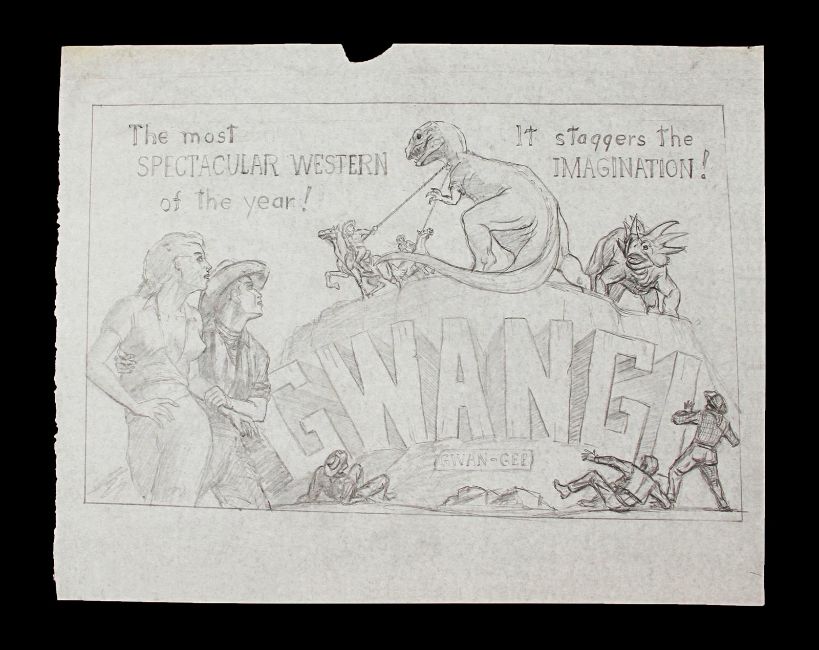 The most
SPECTACULAR WESTERN
of the year!
It staggers the
IMAGINATION!
GWANGI
(GWAN-GEE)